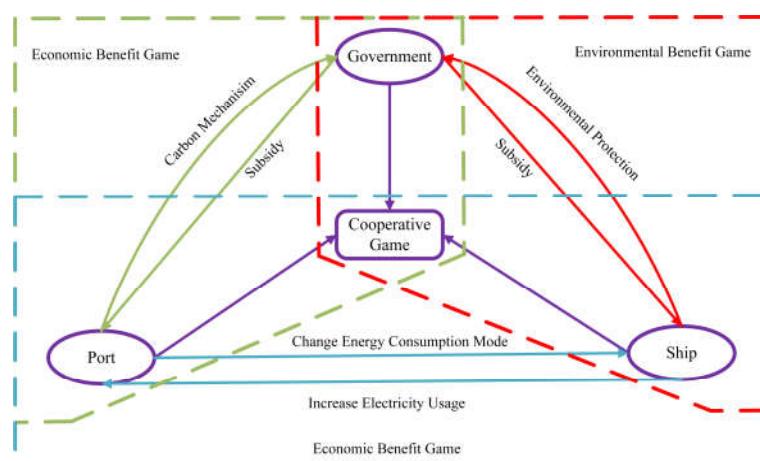 Economic Benefit Game
Government
Environmental Benefit Game
Carbon Mechanisim
Subsidy
Environmental Protection
Subsidy
Cooperative
Game
Port
Change Energy Consumption Mode
Ship
Increase Electricity Usage
Economic Benefit Game